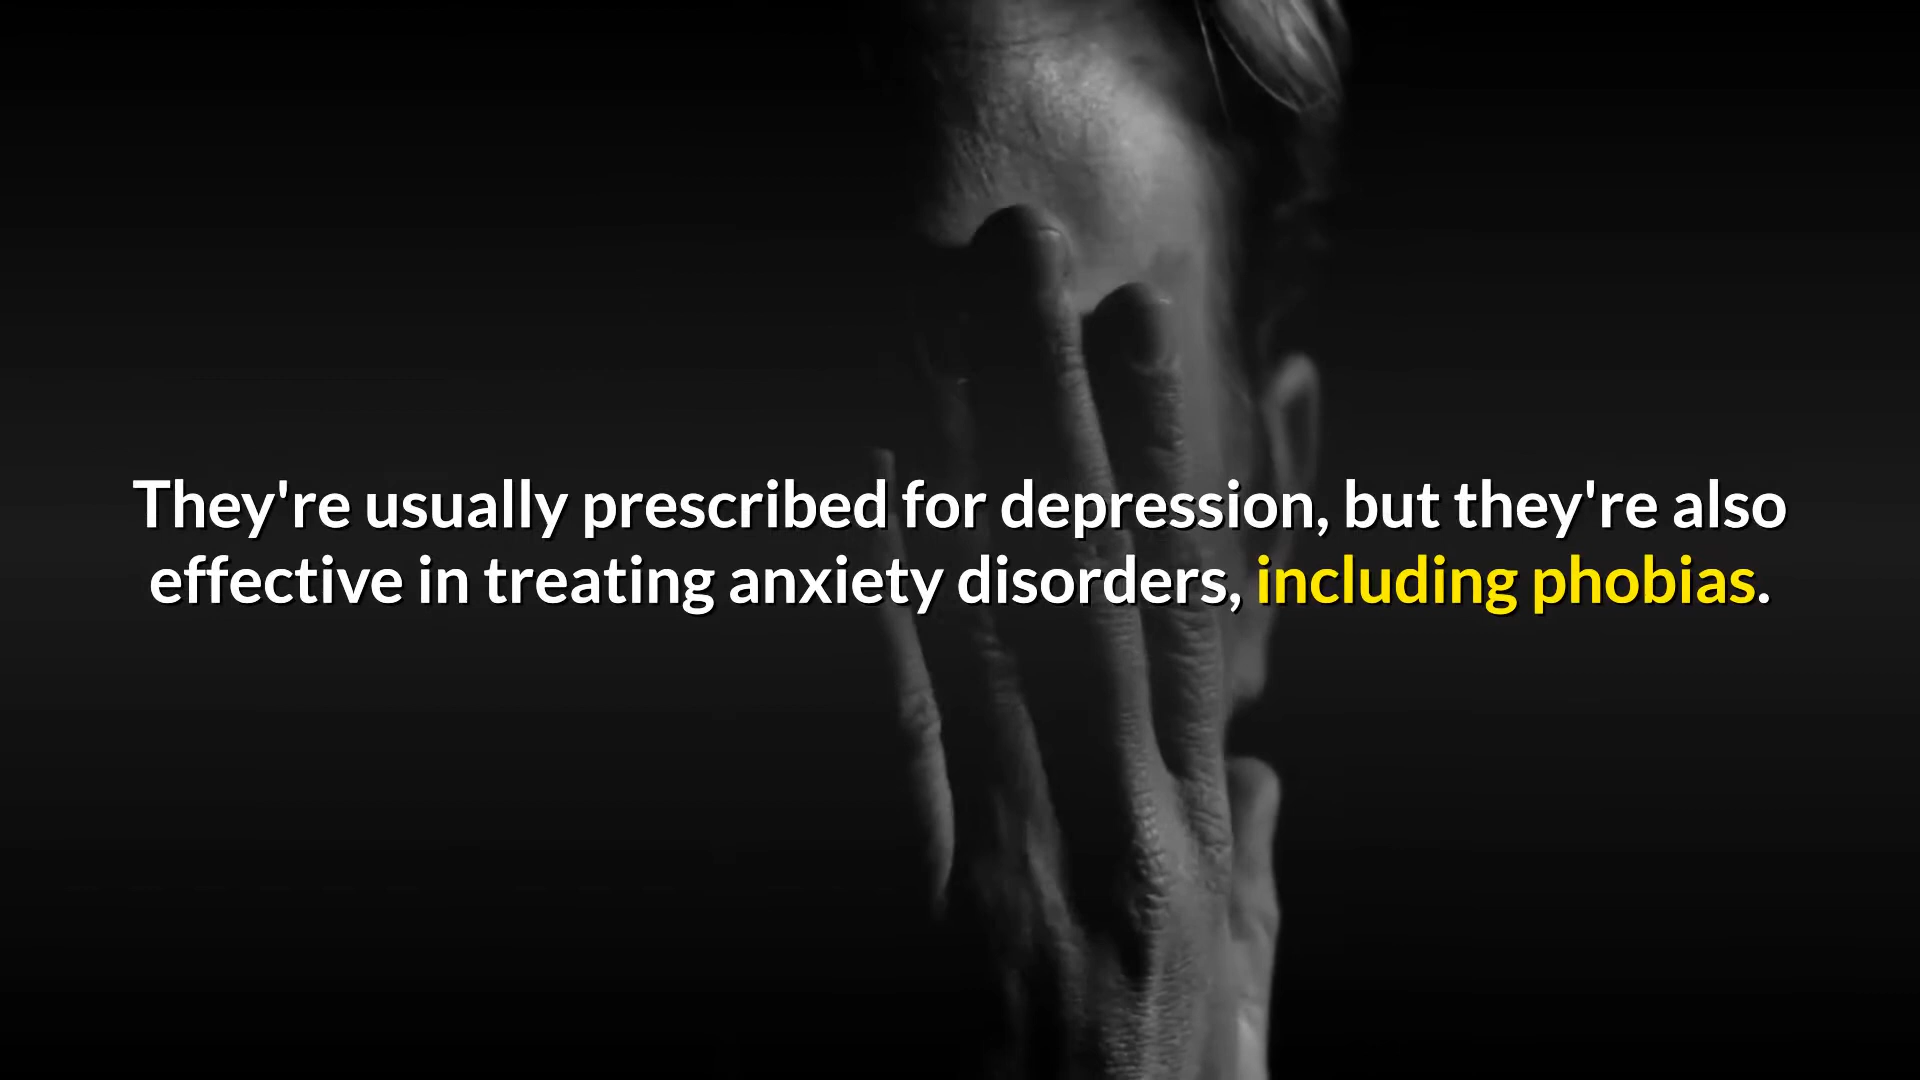 They're usually prescribed for depression, but they're also
effective in treating anxiety disorders, including phobias.